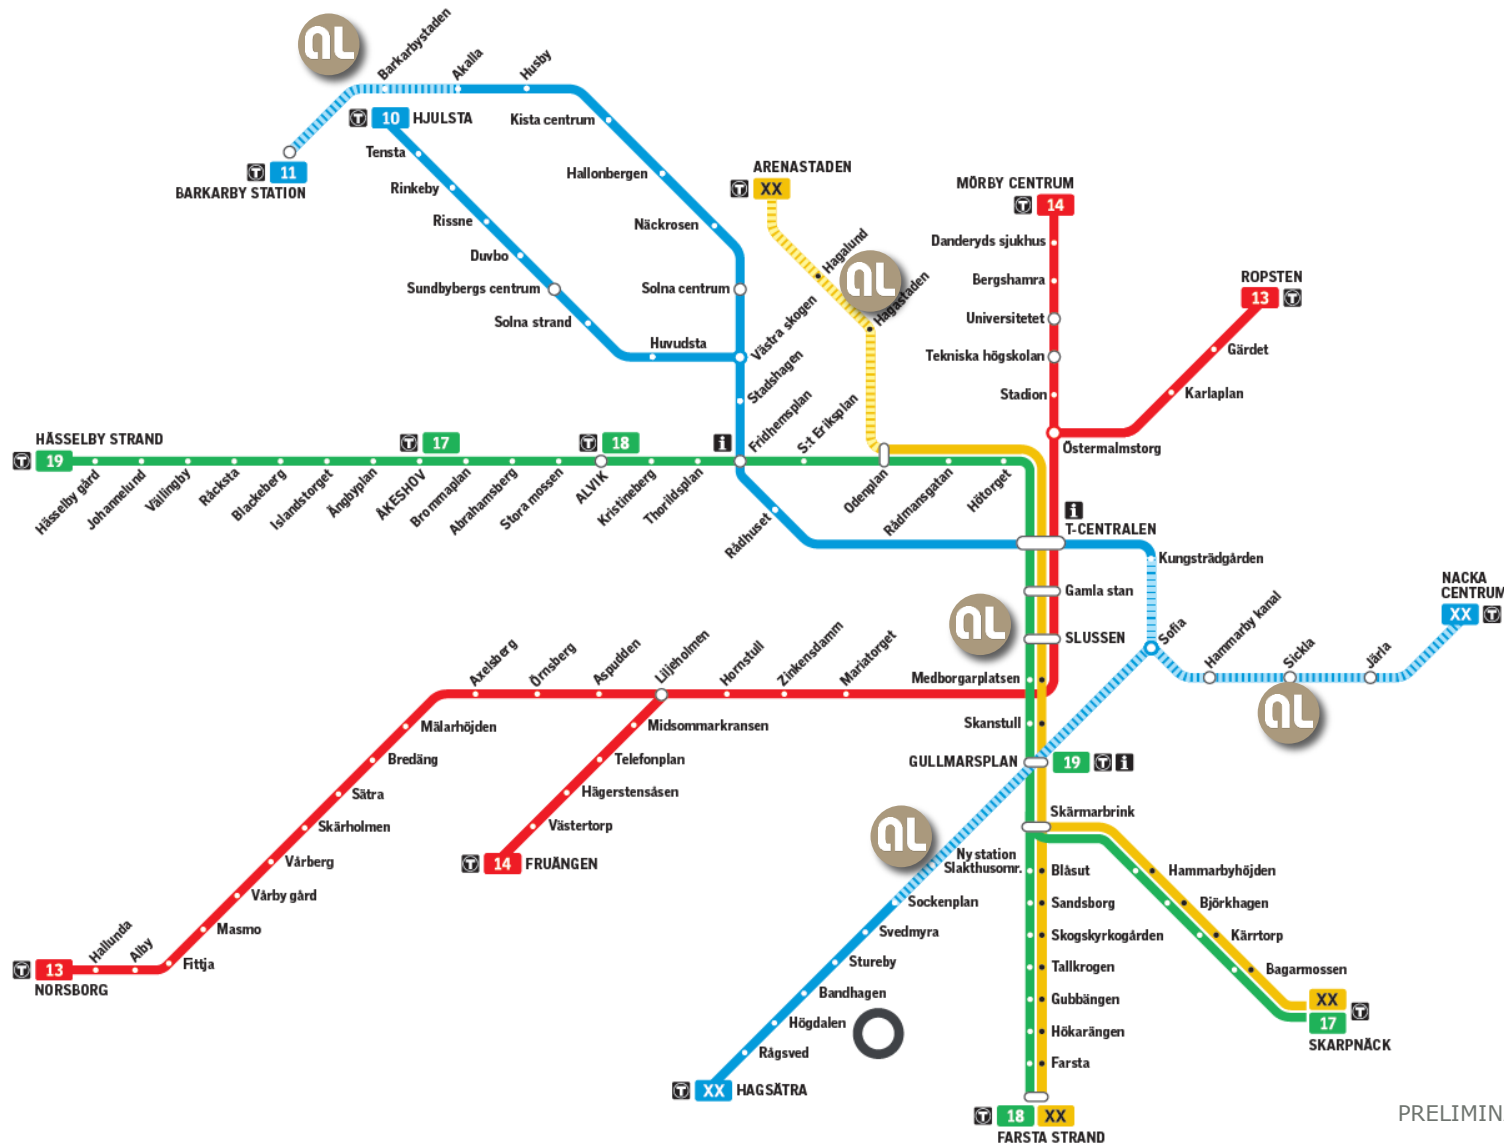 aL
Barkarbystaden
Akalla
Husby
10 HJULSTA
Kista centrum
11
BARKARBY STATION
Tensta
Rinkeby
Rissne
Duvbo
Sundbybergs centrum
Solna strand
Huvudsta
Hallonbergen
Näckrosen
Solna centrum
Västra skogen
Stadshagen
Fridhemsplan
ARENASTADEN
XX
Hagalund
aL
Hagastaden
MÖRBY CENTRUM
14
Danderyds sjukhus
Bergshamra
Universitetet
Tekniska högskolan
Stadion
Östermalmstorg
ROPSTEN
13
Gärdet
Karlaplan
HÄSSELBY STRAND
19
Hässelby gård
Johannelund
Vällingby
Råcksta
Blackeberg
Islandstorget
Ängbyplan
17
ÅKESHOV
Brommaplan
Abrahamsberg
Stora mossen
18
ALVIK
Kristineberg
Thorildsplan
i
S:t Eriksplan
Odenplan
Rådmansgatan
Hötorget
Rådhuset
i
T-CENTRALEN
Kungsträdgården
Gamla stan
aL
SLUSSEN
Sofia
Hammarby kanal
Sickla
aL
Järla
NACKA
CENTRUM
XX
Medborgarplatsen
Skanstull
GULLMARSPLAN
19 i
Skärmarbrink
Axelsberg
Örnsberg
Aspudden
Liljeholmen
Hornstull
Zinkensdamm
Mariatorget
Mälarhöjden
Bredäng
Sätra
Skärholmen
Vårberg
Vårby gård
Masmo
Fittja
Alby
Hallunda
13
NORSBORG
Midsommarkransen
Telefonplan
Hägerstensåsen
Västertorp
14 FRUÄNGEN
aL
Ny station
Slakthusomr.
Sockenplan
Svedmyra
Stureby
Bandhagen
Högdalen
Rågsved
XX HAGSÄTRA
Blåsut
Sandsborg
Skogskyrkogården
Tallkrogen
Gubbängen
Hökarängen
Farsta
18 XX
FARSTA STRAND
Hammarbyhöjden
Björkhagen
Kärrtorp
Bagarmossen
XX
17
SKARPNÄCK
PRELIMIN